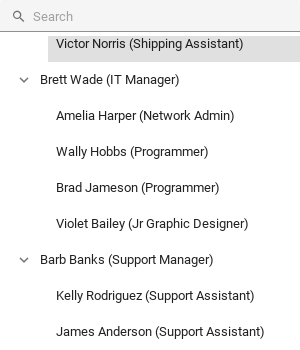 Search
Victor Norris (Shipping Assistant)
Brett Wade (IT Manager)
Amelia Harper (Network Admin)
Wally Hobbs (Programmer)
Brad Jameson (Programmer)
Violet Bailey (Jr Graphic Designer)
Barb Banks (Support Manager)
Kelly Rodriguez (Support Assistant)
James Anderson (Support Assistant)